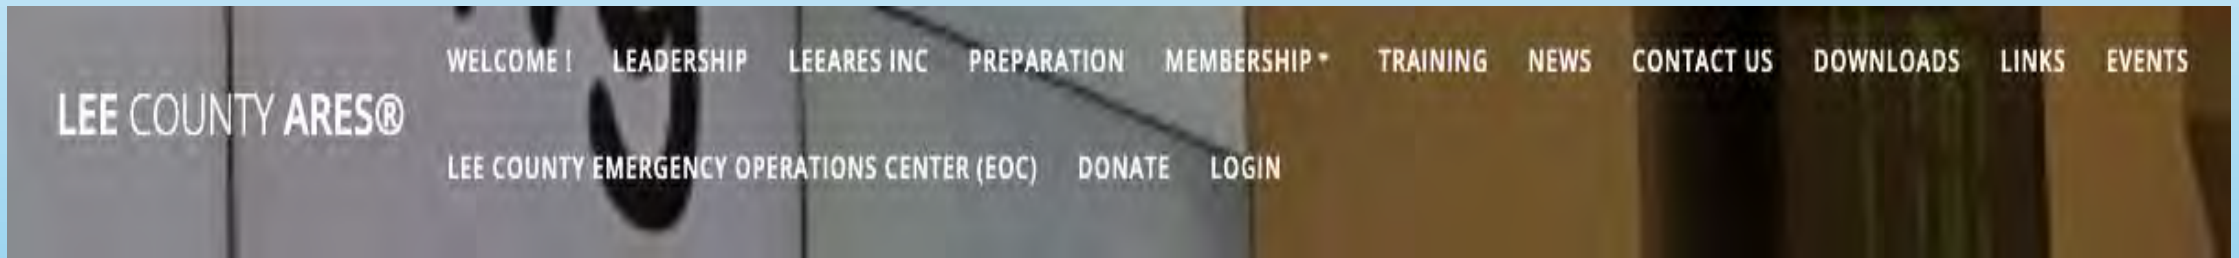 LEE COUNTY ARES®
WELCOME ! LEADERSHIP LEEARES INC PREPARATION MEMBERSHIP TRAINING NEWS CONTACT US DOWNLOADS LINKS EVENTS
LEE COUNTY EMERGENCY OPERATIONS CENTER (EOC) DONATE LOGIN